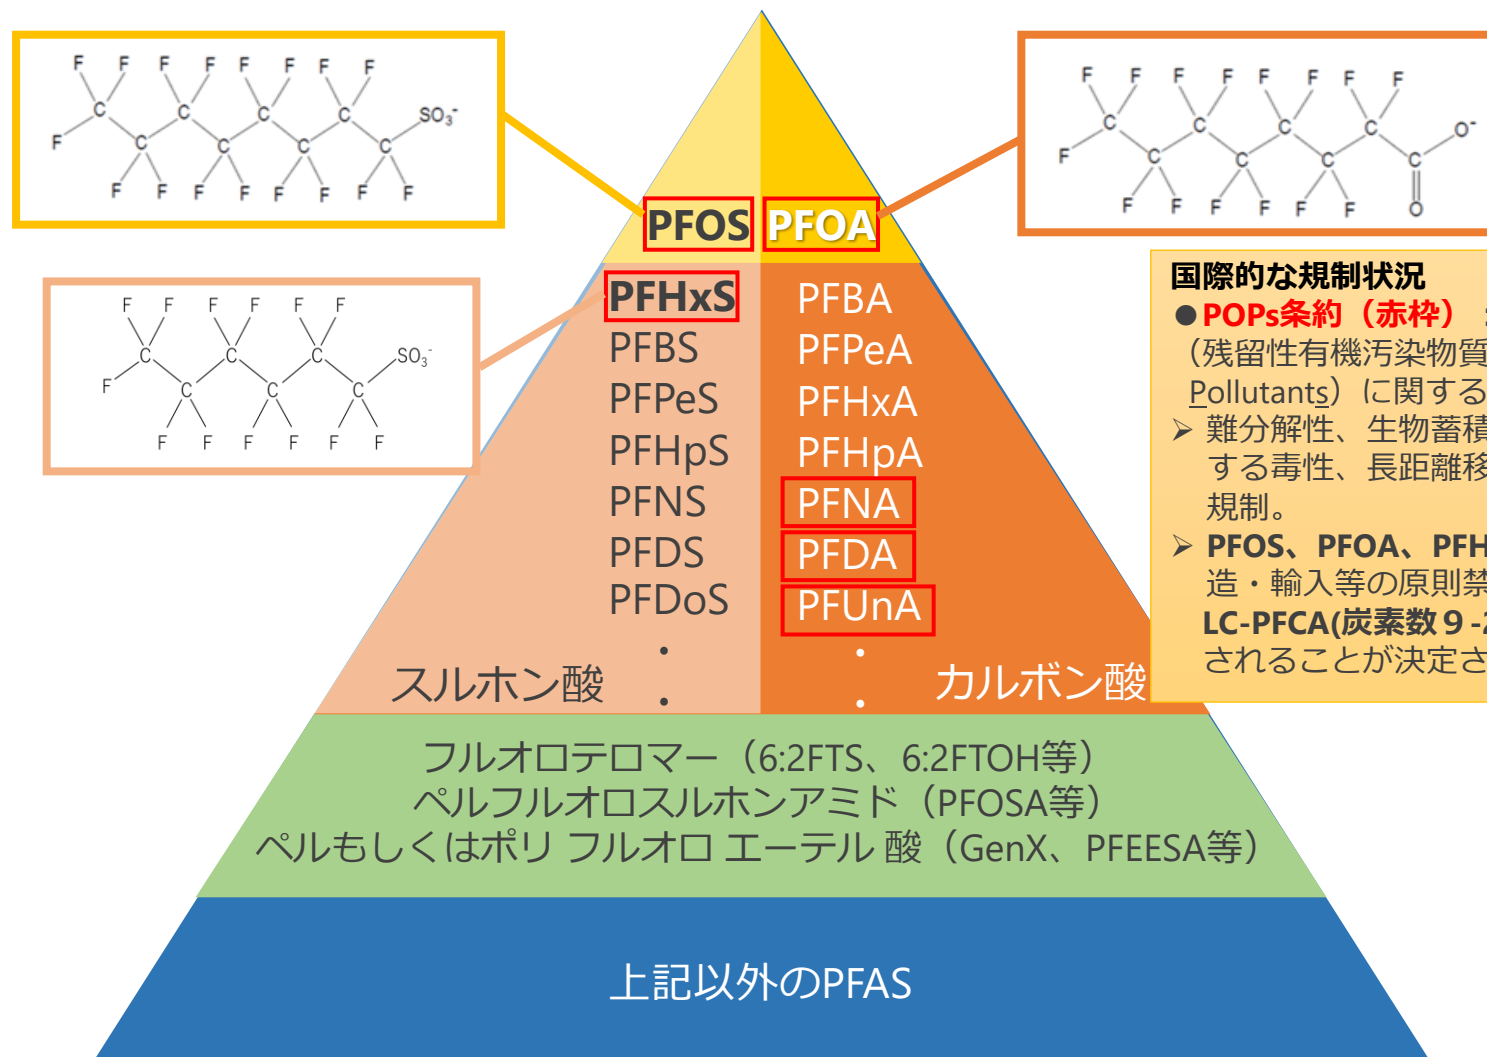 F F F F F F F F
C C C C SO₃⁻
F C C C C
F F F F F F F F
F F F F F F F F
C C C C O⁻
F C C C C
F F F F F F O
PFOS PFOA
F F F F F F
C C C SO₃⁻
F C C C
F F F F F F
PFHxS
PFBS
PFPeS
PFHpS
PFNS
PFDS
PFDoS
・
・
スルホン酸
PFBA
PFPeA
PFHxA
PFHpA
PFNA
PFDA
PFUnA
・
・
カルボン酸
国際的な規制状況
●POPs条約（赤枠）
（残留性有機汚染物質
Pollutants）に関する
➢ 難分解性、生物蓄積
する毒性、長距離移
規制。
➢ PFOS、PFOA、PFH
造・輸入等の原則禁
LC-PFCA(炭素数９-2
されることが決定さ
フルオロテロマー（6:2FTS、6:2FTOH等）
ペルフルオロスルホンアミド（PFOSA等）
ペルもしくはポリ フルオロ エーテル 酸（GenX、PFEESA等）
上記以外のPFAS